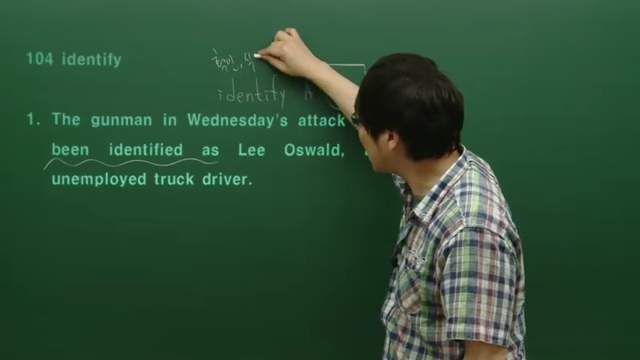 104 identify
identify A
1. The gunman in Wednesday's attack
been identified as Lee Oswald,
unemployed truck driver.